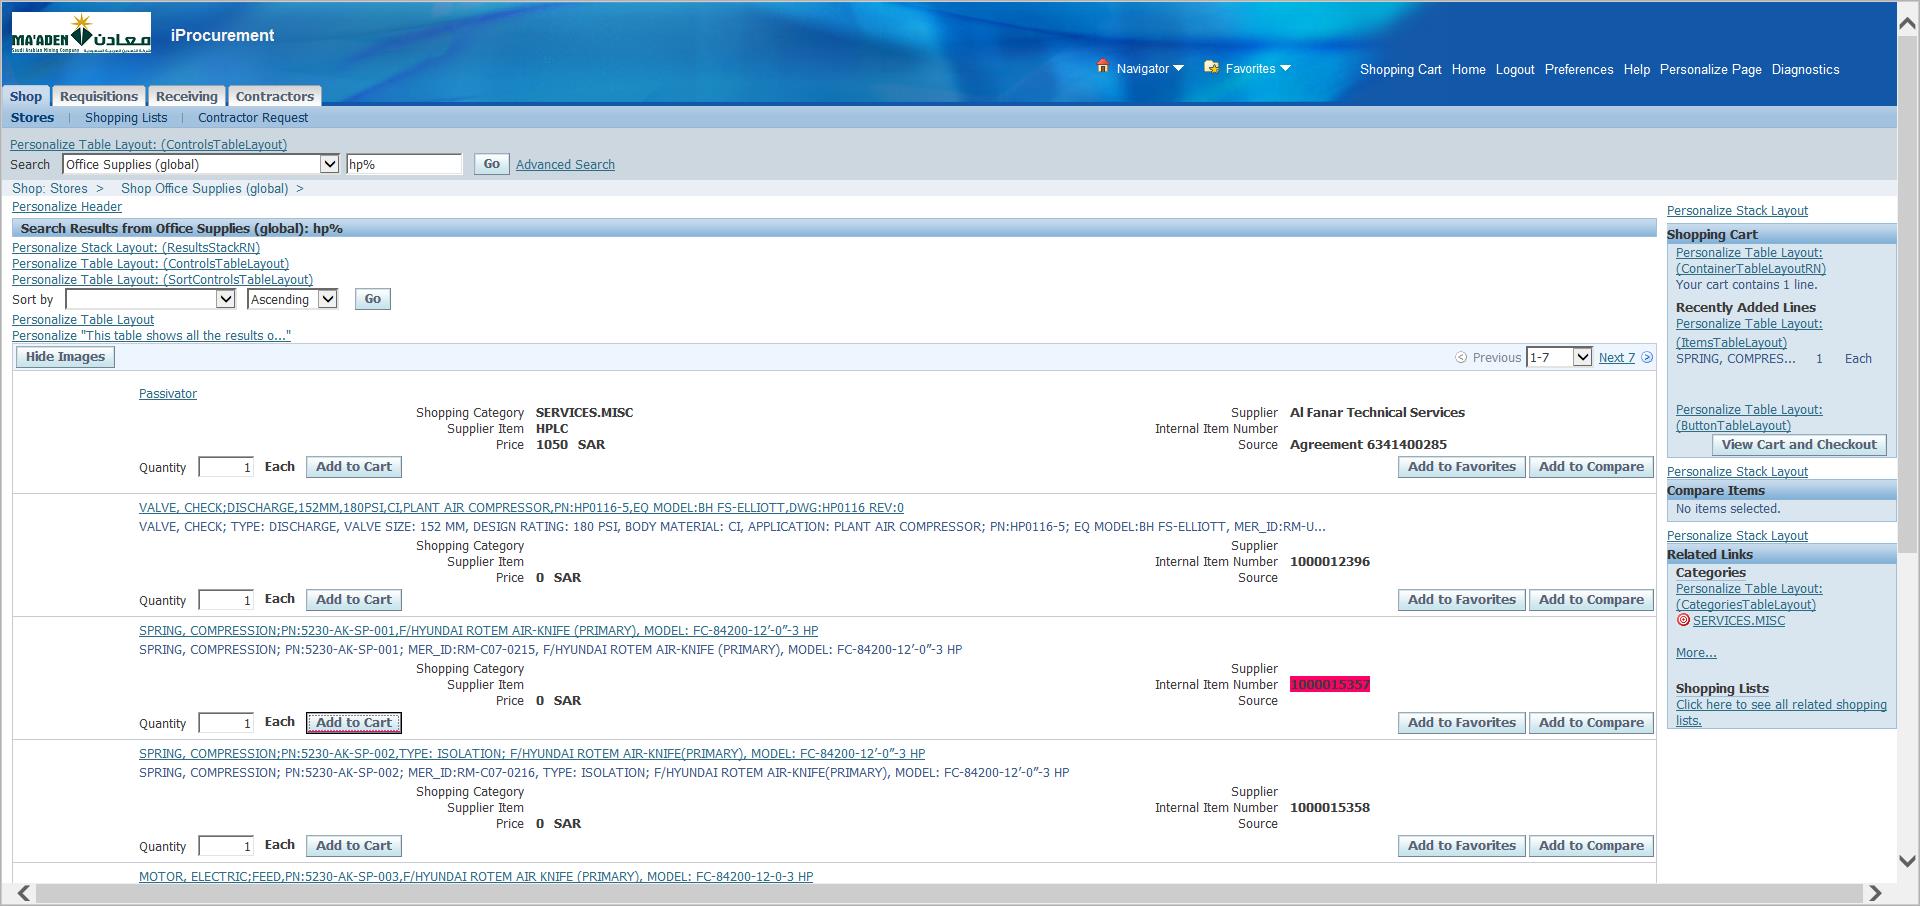 MA'ADEN معادن
Saudi Arabian Mining Company
iProcurement
Navigator
Favorites
Shopping Cart Home Logout Preferences Help Personalize Page Diagnostics
Shop Requisitions Receiving Contractors
Stores | Shopping Lists | Contractor Request
Personalize Table Layout: (ControlsTableLayout)
Search Office Supplies (global) hp% Go Advanced Search
Shop: Stores > Shop Office Supplies (global) >
Personalize Header
Search Results from Office Supplies (global): hp%
Personalize Stack Layout: (ResultsStackRN)
Personalize Table Layout: (ControlsTableLayout)
Personalize Table Layout: (SortControlsTableLayout)
Sort by Ascending Go
Personalize Table Layout
Personalize "This table shows all the results o..."
Hide Images Previous 1-7 Next 7
Passivator
Shopping Category SERVICES.MISC Supplier Al Fanar Technical Services
Supplier Item HPLC Internal Item Number
Price 1050 SAR Source Agreement 6341400285
Quantity 1 Each Add to Cart Add to Favorites Add to Compare
VALVE, CHECK;DISCHARGE,152MM,180PSI,CI,PLANT AIR COMPRESSOR,PN:HP0116-5,EQ MODEL:BH FS-ELLIOTT,DWG:HP0116 REV:0
VALVE, CHECK; TYPE: DISCHARGE, VALVE SIZE: 152 MM, DESIGN RATING: 180 PSI, BODY MATERIAL: CI, APPLICATION: PLANT AIR COMPRESSOR; PN:HP0116-5; EQ MODEL:BH FS-ELLIOTT, MER_ID:RM-U...
Shopping Category Supplier
Supplier Item Internal Item Number 1000012396
Price 0 SAR Source
Quantity 1 Each Add to Cart Add to Favorites Add to Compare
SPRING, COMPRESSION;PN:5230-AK-SP-001,F/HYUNDAI ROTEM AIR-KNIFE (PRIMARY), MODEL: FC-84200-12’-0”-3 HP
SPRING, COMPRESSION; PN:5230-AK-SP-001; MER_ID:RM-C07-0215, F/HYUNDAI ROTEM AIR-KNIFE (PRIMARY), MODEL: FC-84200-12’-0”-3 HP
Shopping Category Supplier
Supplier Item Internal Item Number 1000015357
Price 0 SAR Source
Quantity 1 Each Add to Cart Add to Favorites Add to Compare
SPRING, COMPRESSION;PN:5230-AK-SP-002,TYPE: ISOLATION; F/HYUNDAI ROTEM AIR-KNIFE(PRIMARY), MODEL: FC-84200-12’-0”-3 HP
SPRING, COMPRESSION; PN:5230-AK-SP-002; MER_ID:RM-C07-0216, TYPE: ISOLATION; F/HYUNDAI ROTEM AIR-KNIFE(PRIMARY), MODEL: FC-84200-12’-0”-3 HP
Shopping Category Supplier
Supplier Item Internal Item Number 1000015358
Price 0 SAR Source
Quantity 1 Each Add to Cart Add to Favorites Add to Compare
MOTOR, ELECTRIC;FEED,PN:5230-AK-SP-003,F/HYUNDAI ROTEM AIR KNIFE (PRIMARY), MODEL: FC-84200-12-0-3 HP
Personalize Stack Layout
Shopping Cart
Personalize Table Layout:
(ContainerTableLayoutRN)
Your cart contains 1 line.
Recently Added Lines
Personalize Table Layout:
(ItemsTableLayout)
SPRING, COMPRES... 1 Each
Personalize Table Layout:
(ButtonTableLayout)
View Cart and Checkout
Personalize Stack Layout
Compare Items
No items selected.
Personalize Stack Layout
Related Links
Categories
Personalize Table Layout:
(CategoriesTableLayout)
SERVICES.MISC
More...
Shopping Lists
Click here to see all related shopping
lists.